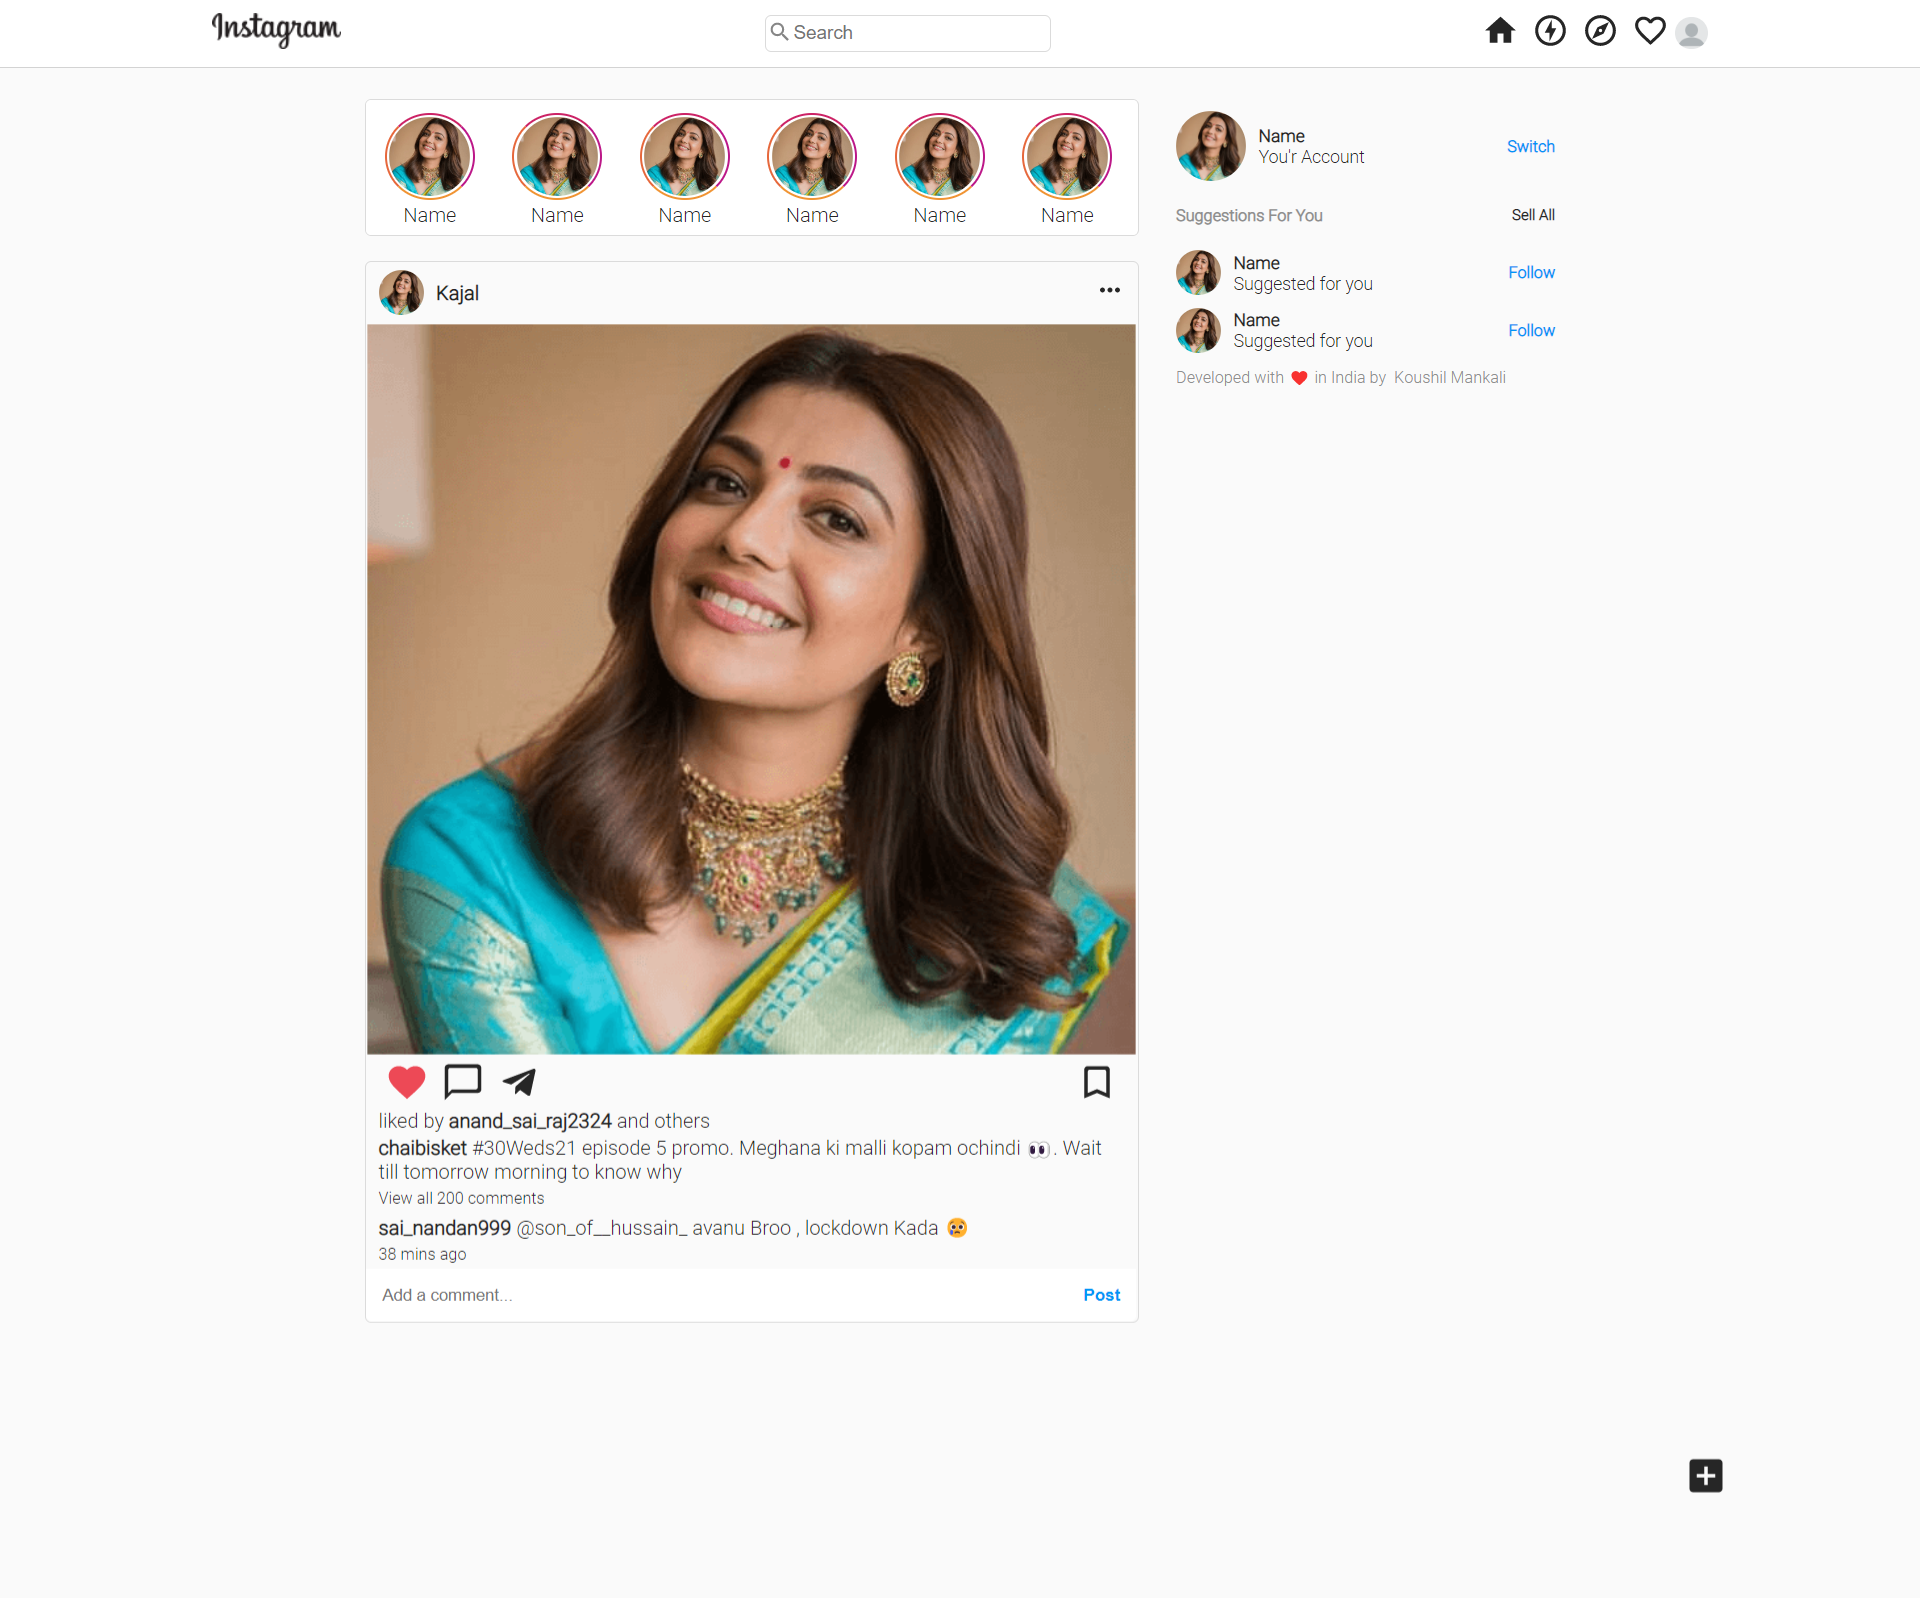 Instagram
Search
Name Name Name Name Name Name
Kajal
liked by anand_sai_raj2324 and others
chaibisket #30Weds21 episode 5 promo. Meghana ki malli kopam ochindi 👀. Wait
till tomorrow morning to know why
View all 200 comments
sai_nandan999 @son_of__hussain_ avanu Broo , lockdown Kada 😢
38 mins ago
Add a comment... Post
Name
You'r Account
Switch
Suggestions For You Sell All
Name
Suggested for you
Follow
Name
Suggested for you
Follow
Developed with ❤️ in India by Koushil Mankali